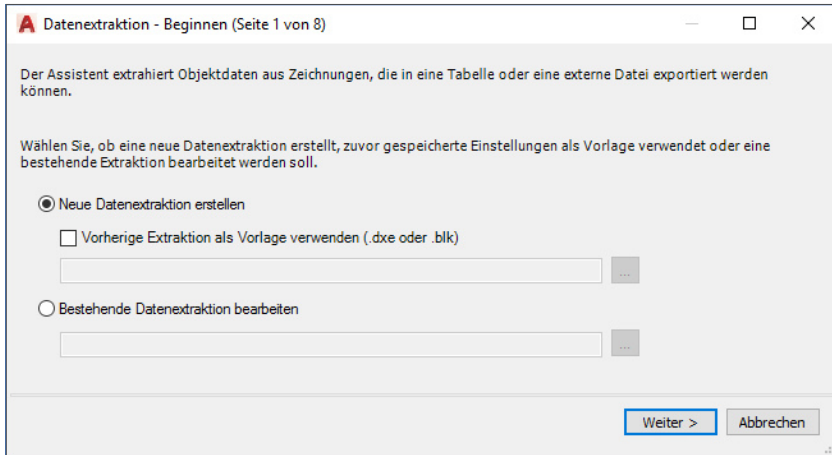 Datenextraktion - Beginnen (Seite 1 von 8)
Der Assistent extrahiert Objektdaten aus Zeichnungen, die in eine Tabelle oder eine externe Datei exportiert werden
können.
Wählen Sie, ob eine neue Datenextraktion erstellt, zuvor gespeicherte Einstellungen als Vorlage verwendet oder eine
bestehende Extraktion bearbeitet werden soll.
Neue Datenextraktion erstellen
Vorherige Extraktion als Vorlage verwenden (.dxe oder .blk)
...
Bestehende Datenextraktion bearbeiten
...
Weiter > Abbrechen